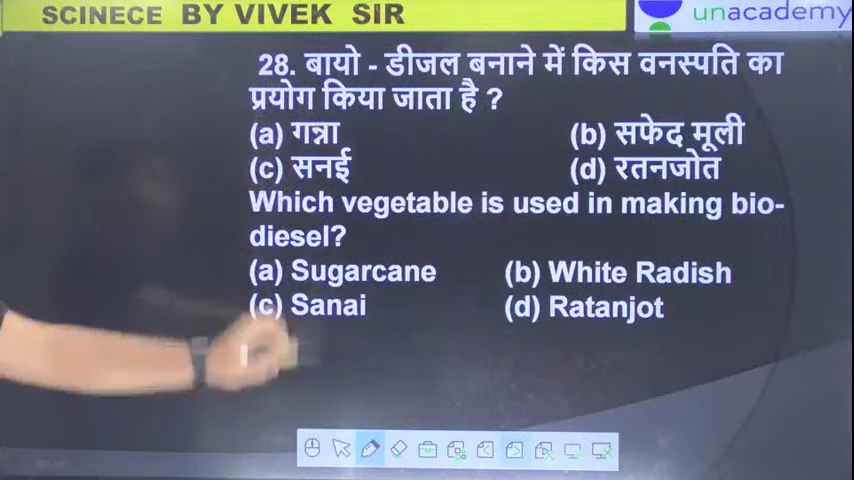 SCINECE BY VIVEK SIR
unacademy
28. बायो - डीजल बनाने में किस वनस्पति का
प्रयोग किया जाता है ?
(a) गन्ना (b) सफेद मूली
(c) सनई (d) रतनजोत
Which vegetable is used in making bio-
diesel?
(a) Sugarcane (b) White Radish
(c) Sanai (d) Ratanjot